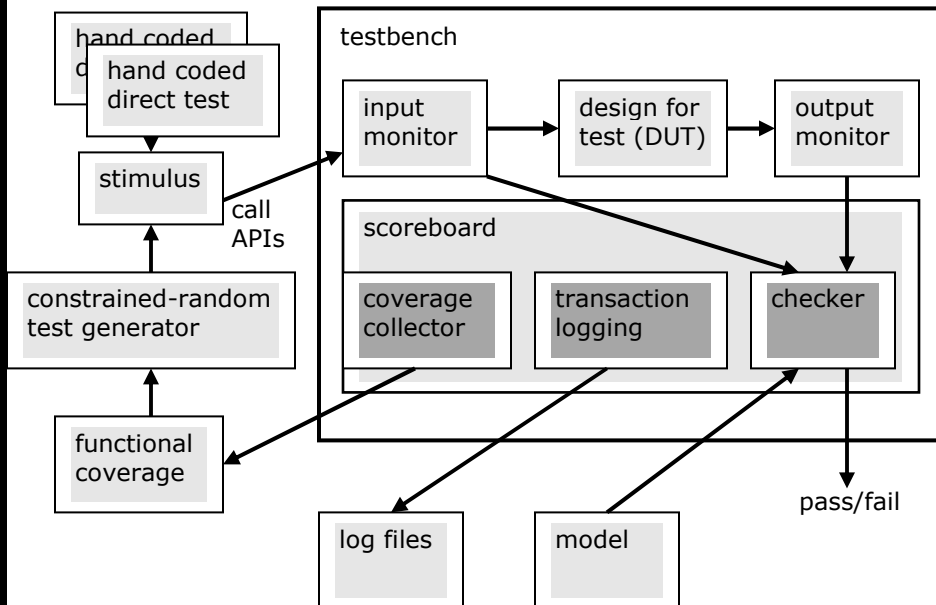 hand coded
d
hand coded
direct test
stimulus
call
APIs
constrained-random
test generator
functional
coverage
testbench
input
monitor
design for
test (DUT)
output
monitor
scoreboard
coverage
collector
transaction
logging
checker
log files
model
pass/fail